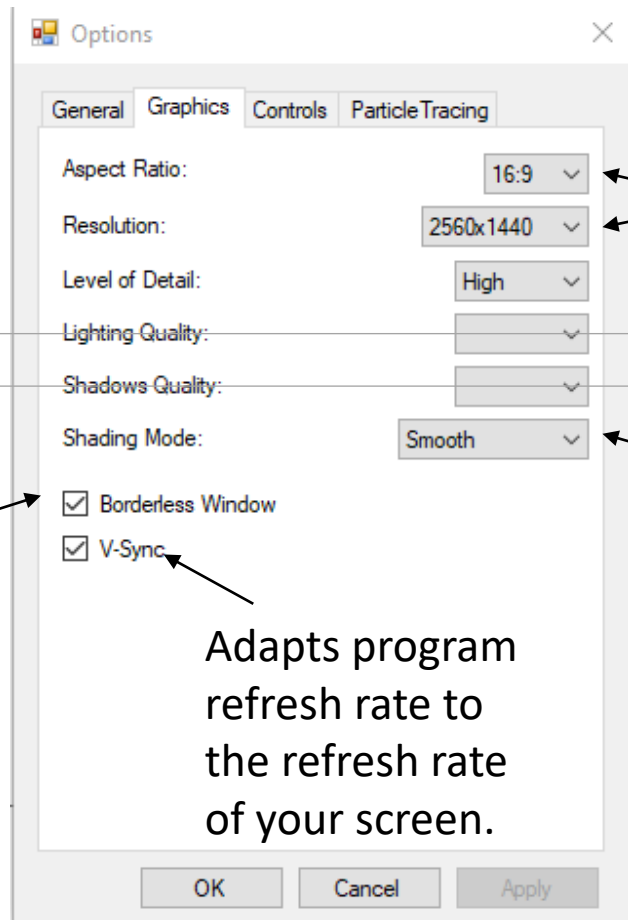 Options
General Graphics Controls ParticleTracing
Aspect Ratio: 16:9
Resolution: 2560x1440
Level of Detail: High
Lighting Quality:
Shadows Quality:
Shading Mode: Smooth
Borderless Window
V-Sync
Adapts program
refresh rate to
the refresh rate
of your screen.
OK Cancel Apply